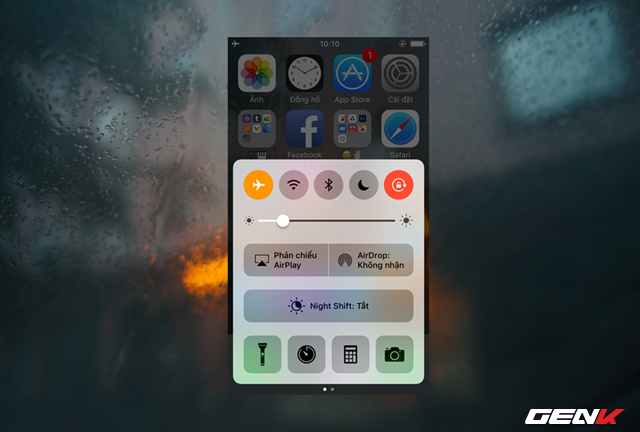 10:10
1
Ảnh
Đồng hồ
App Store
Cài đặt
Facebook
Safari
Phản chiếu
AirPlay
AirDrop:
Không nhận
Night Shift: Tắt
GENK